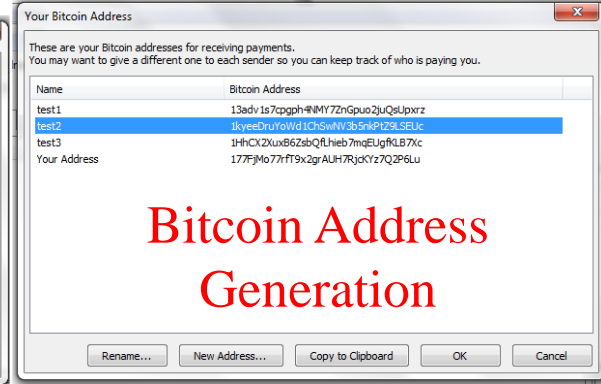 Your Bitcoin Address
These are your Bitcoin addresses for receiving payments.
You may want to give a different one to each sender so you can keep track of who is paying you.
Name Bitcoin Address
test1 13adv1s7cpgph4NMY7ZnGpuo2juQsUpxrz
test2 1kyeeDruYoWd1ChSwNV3b5nkPtZ9LSEUc
test3 1HhCX2XuxB6ZsbQfLhieb7mqEUgfKLB7Xc
Your Address 177FjMo77rfT9x2grAUH7RjcKYz7Q2P6Lu
Bitcoin Address
Generation
Rename... New Address... Copy to Clipboard OK Cancel